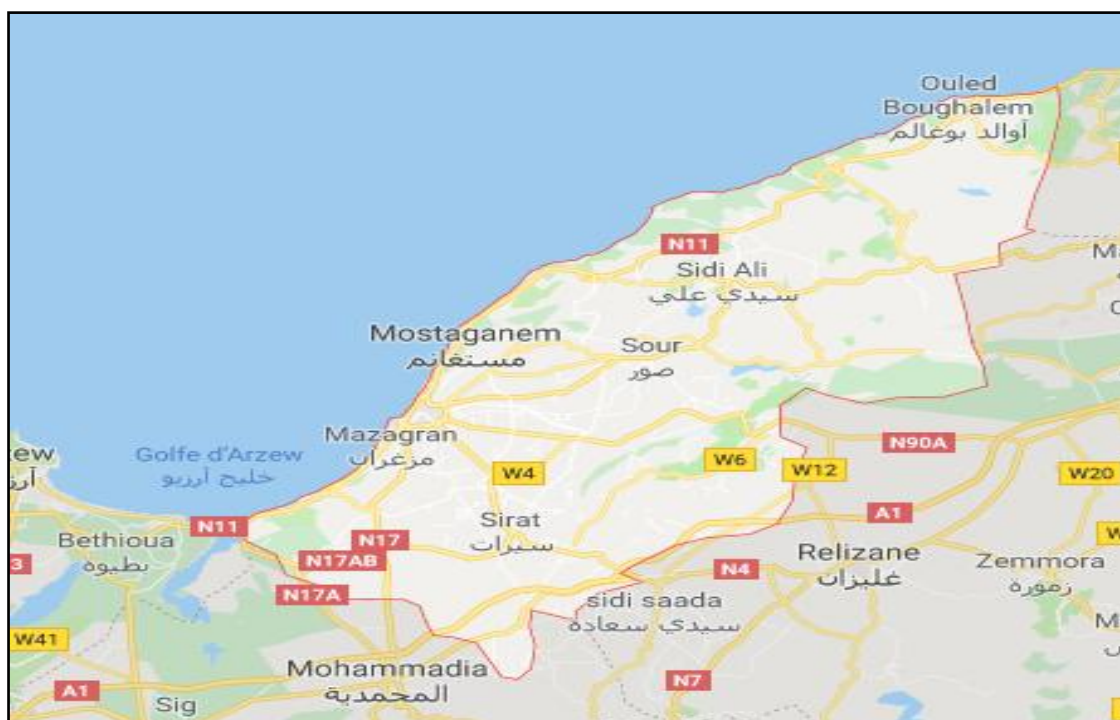 Ouled
Boughalem
أوالد بوغالم
N11
Sidi Ali
سيدي علي
Mostaganem
مستغانم
Sour
صور
Mazagran
مزغران
Golfe d'Arzew
خليج أرزيو
N90A
W4
W6
W12
W20
N11
Bethioua
بطيوة
Sirat
سيرات
A1
N17
N17AB
N17A
Relizane
غليزان
Zemmora
زمورة
N4
sidi saada
سيدي سعادة
W41
Mohammadia
المحمدية
A1
Sig
N7